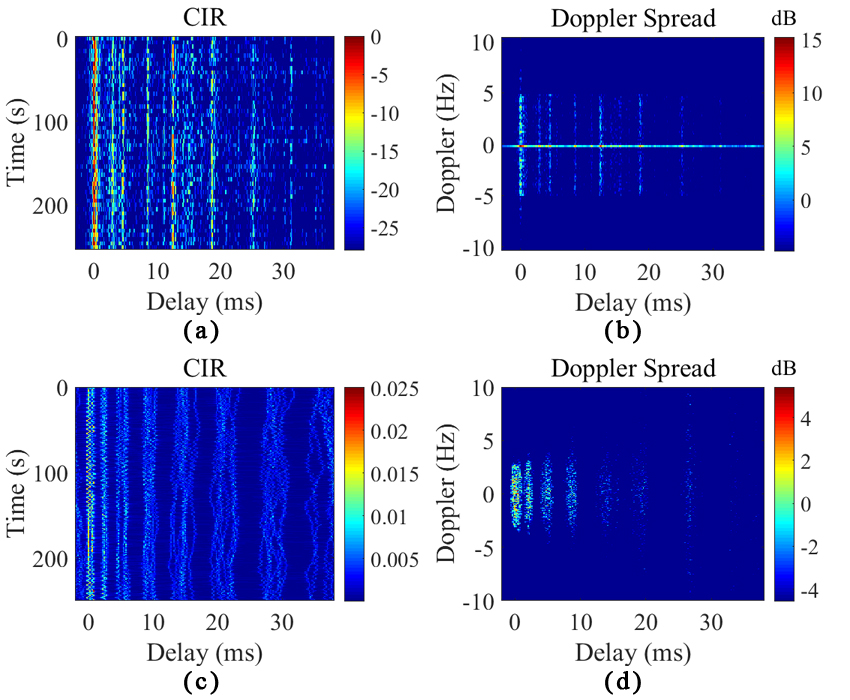 CIR
0
100
200
Time (s)
0
10
20
30
Delay (ms)
0
-5
-10
-15
-20
-25
(a)
Doppler Spread
dB
10
5
0
-5
-10
Doppler (Hz)
0
10
20
30
Delay (ms)
15
10
5
0
(b)
CIR
0
100
200
Time (s)
0
10
20
30
Delay (ms)
0.025
0.02
0.015
0.01
0.005
(c)
Doppler Spread
dB
10
5
0
-5
-10
Doppler (Hz)
0
10
20
30
Delay (ms)
4
2
0
-2
-4
(d)